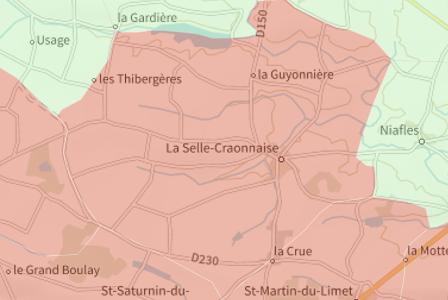 la Gardière
D150
Usage
les Thibergères
la Guyonnière
Niafles
La Selle-Craonnaise
la Crue
D230
le Grand Boulay
la Motte
St-Saturnin-du-
St-Martin-du-Limet